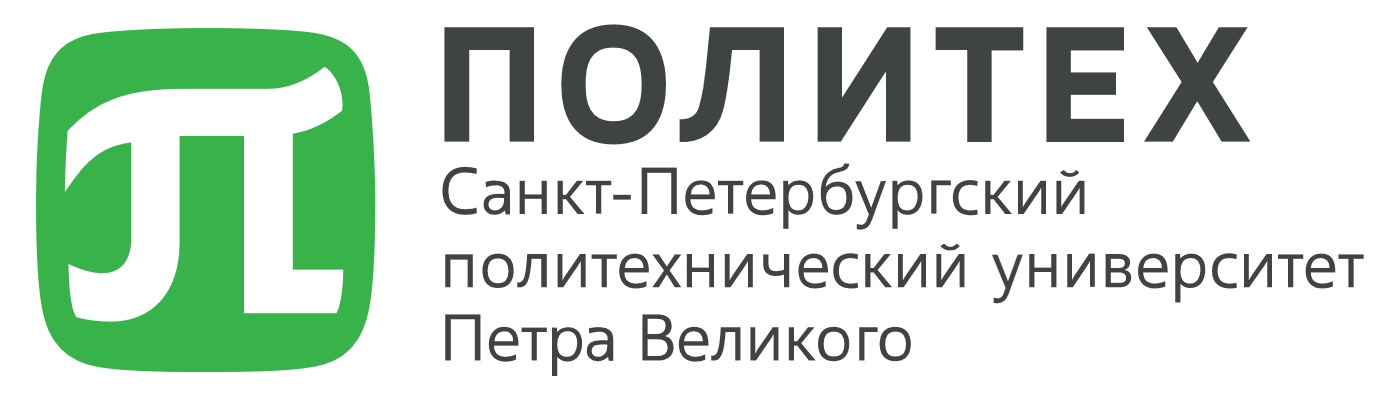 ПОЛИТЕХ
Санкт-Петербургский
политехнический университет
Петра Великого